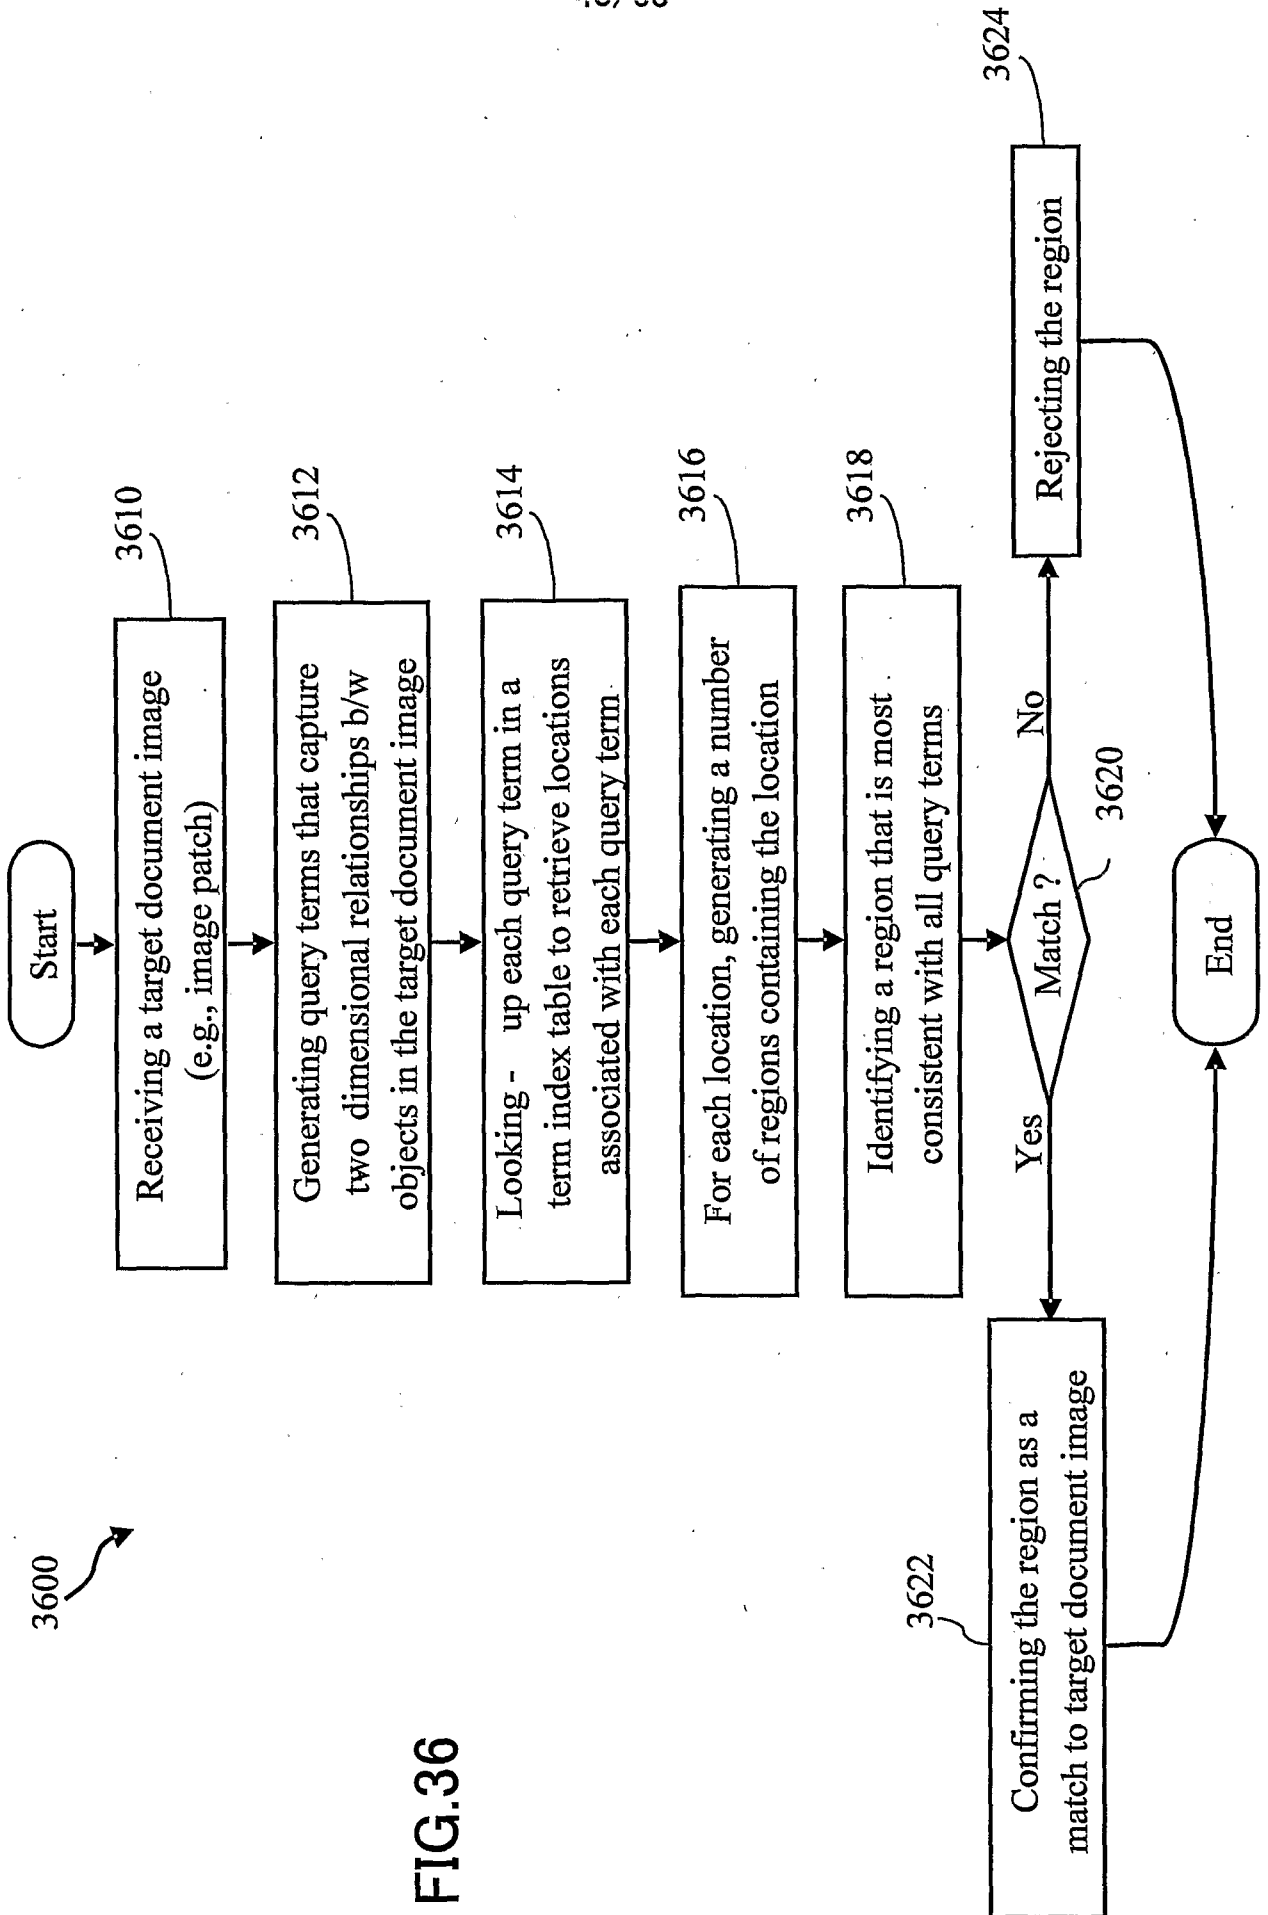 3600
Start
Receiving a target document image
(e.g., image patch)
3610
Generating query terms that capture
two dimensional relationships b/w
objects in the target document image
3612
Looking - up each query term in a
term index table to retrieve locations
associated with each query term
3614
For each location, generating a number
of regions containing the location
3616
Identifying a region that is most
consistent with all query terms
3618
Match ?
3620
Yes
No
Confirming the region as a
match to target document image
3622
Rejecting the region
3624
End
FIG.36